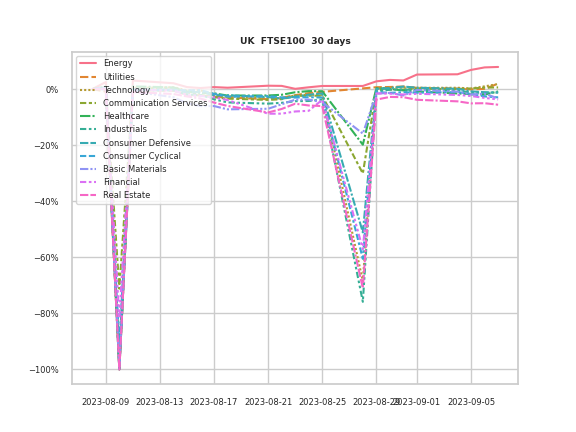 UK FTSE100 30 days
Energy
Utilities
Technology
Communication Services
Healthcare
Industrials
Consumer Defensive
Consumer Cyclical
Basic Materials
Financial
Real Estate
0%
−20%
−40%
−60%
−80%
−100%
2023-08-09 2023-08-13 2023-08-17 2023-08-21 2023-08-25 2023-08-29 2023-09-01 2023-09-05